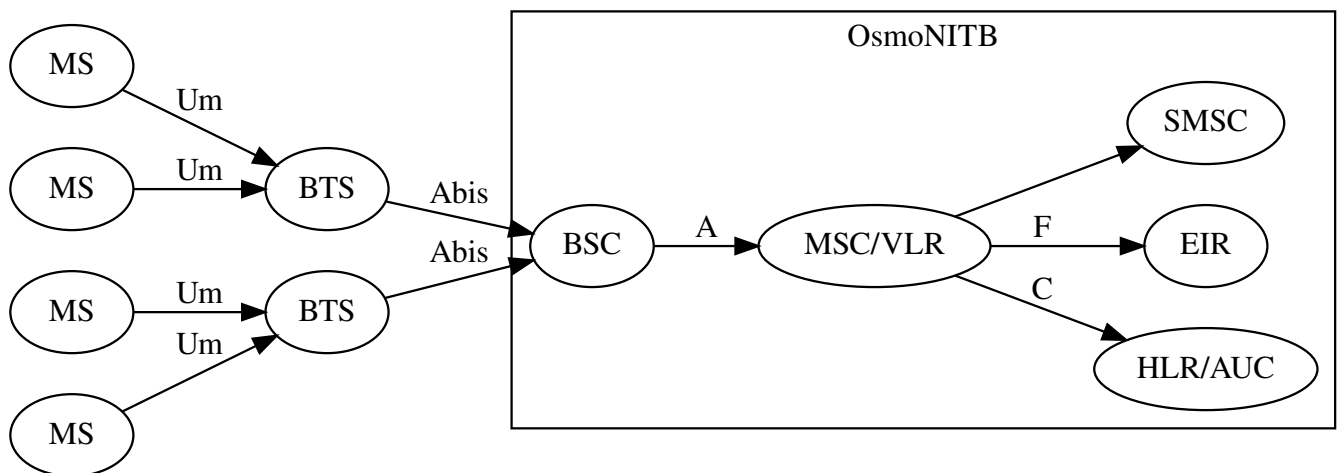 OsmoNITB
MS
Um
SMSC
MS
Um
BTS
Abis
BSC
A
MSC/VLR
F
EIR
Abis
MS
Um
BTS
C
Um
HLR/AUC
MS